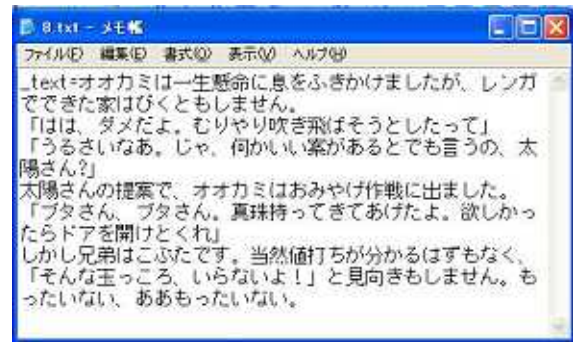 8.txt - メモ帳
ファイル(F) 編集(E) 書式(O) 表示(V) ヘルプ(H)
_text=オオカミは一生懸命に息をふきかけましたが、レンガ
でできた家はびくともしません。
「はは、ダメだよ。むりやり吹き飛ばそうとしたって」
「うるさいなあ。じゃ、何かいい案があるとでも言うの、太
陽さん?」
太陽さんの提案で、オオカミはおみやげ作戦に出ました。
「ブタさん、ブタさん。真珠持ってきてあげたよ。欲しかっ
たらドアを開けとくれ」
しかし兄弟はこぶたです。当然値打ちが分かるはずもなく、
「そんな玉っころ、いらないよ！」と見向きもしません。も
ったいない、ああもったいない。